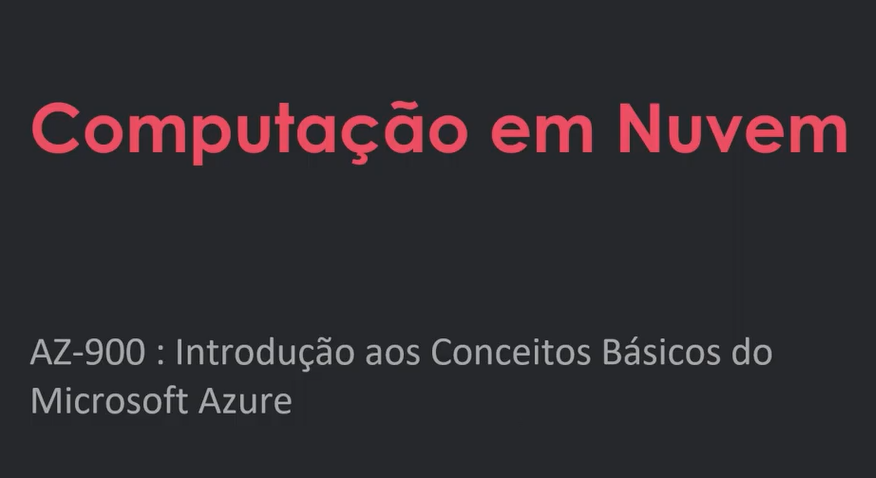 Computação em Nuvem
AZ-900 : Introdução aos Conceitos Básicos do
Microsoft Azure